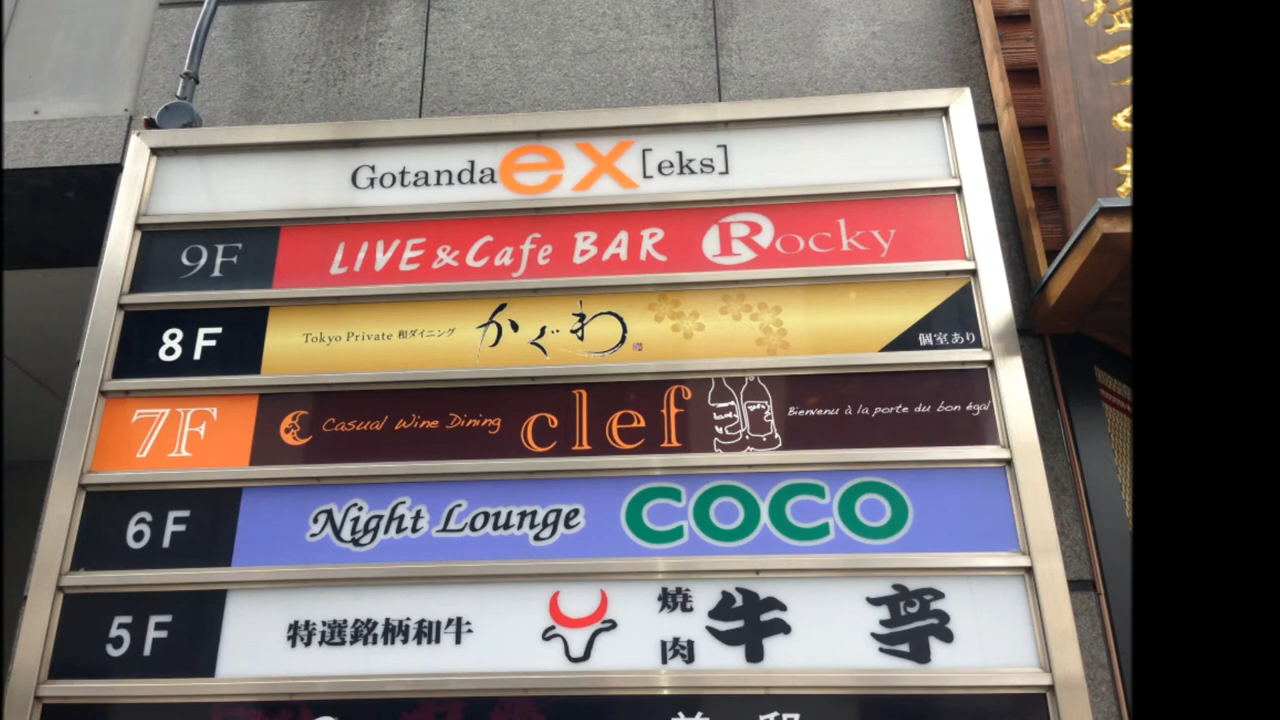 Gotanda ex [eks]
9F LIVE & Cafe BAR Rocky
8F Tokyo Private 和ダイニング かぐわ 個室あり
7F Casual Wine Dining clef Bienvenu à la porte du bon égal
6F Night Lounge COCO
5F 特選銘柄和牛 焼肉 牛亭